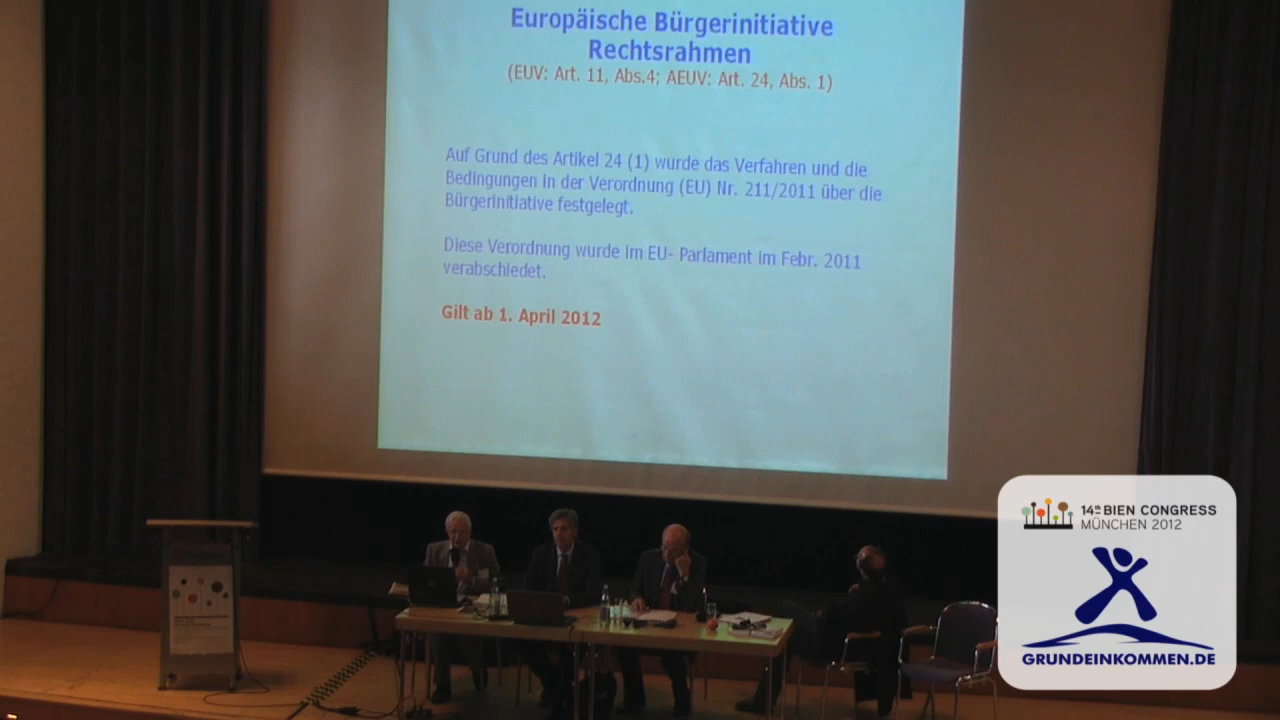 Europäische Bürgerinitiative
Rechtsrahmen
(EUV: Art. 11, Abs.4; AEUV: Art. 24, Abs. 1)
Auf Grund des Artikel 24 (1) wurde das Verfahren und die
Bedingungen in der Verordnung (EU) Nr. 211/2011 über die
Bürgerinitiative festgelegt.
Diese Verordnung wurde im EU- Parlament im Febr. 2011
verabschiedet.
Gilt ab 1. April 2012
14th BIEN CONGRESS
MÜNCHEN 2012
GRUNDEINKOMMEN.DE